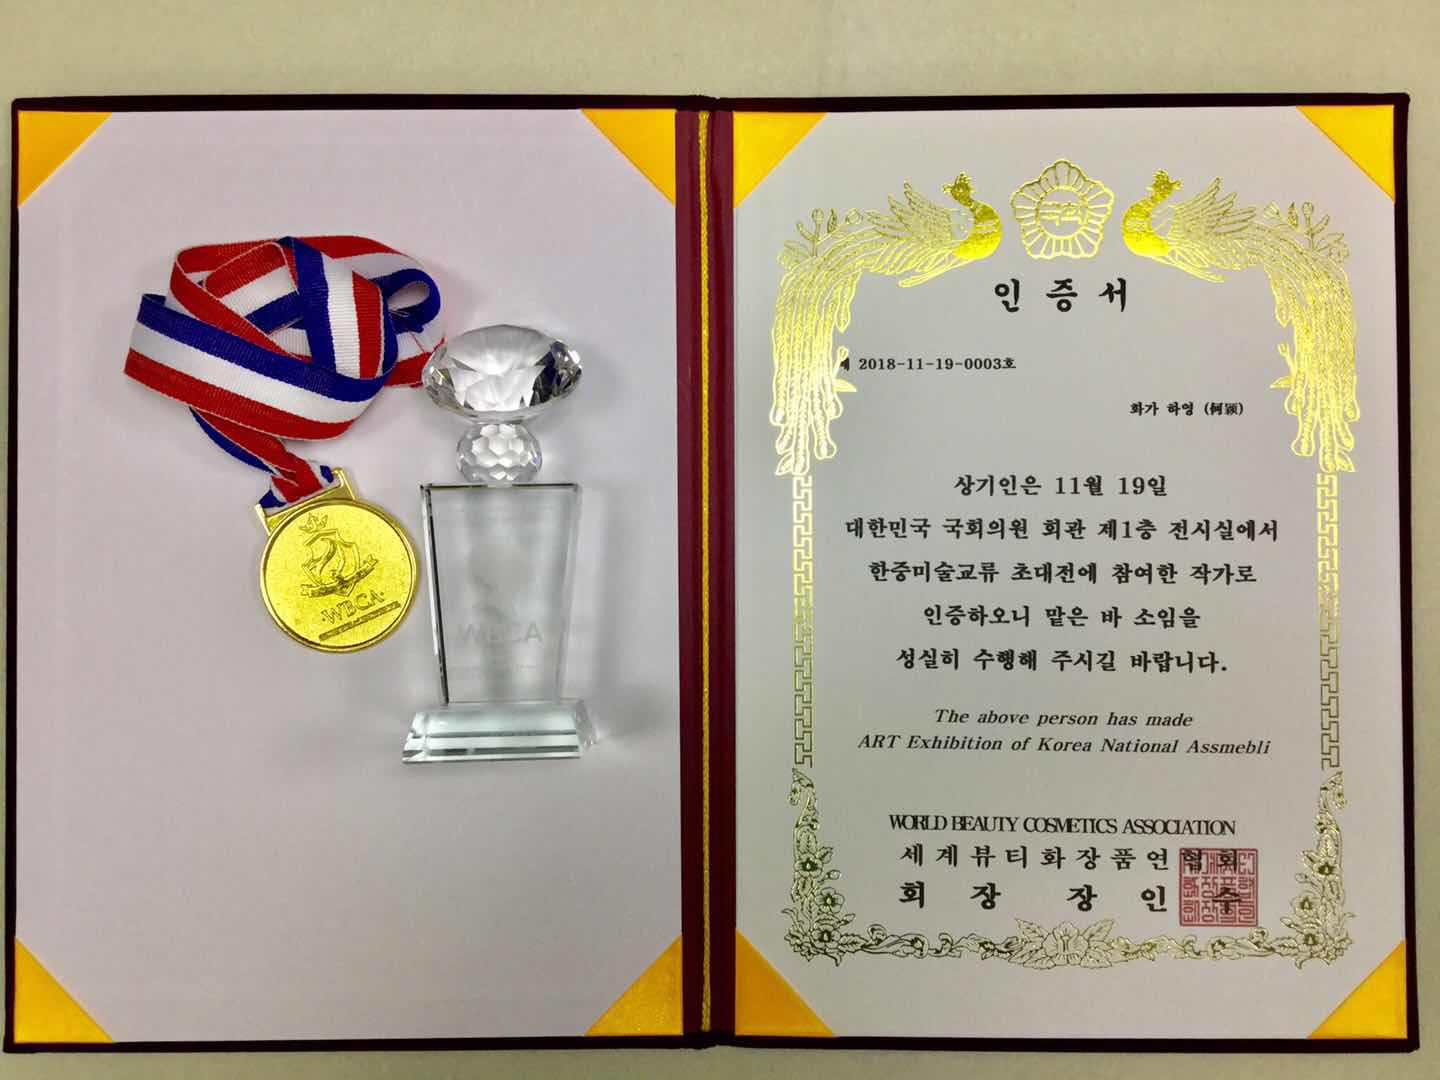 WBCA
WBCA
인증서
제 2018-11-19-0003호
화가 하영 (何颖)
상기인은 11월 19일
대한민국 국회의원 회관 제1층 전시실에서
한중미술교류 초대전에 참여한 작가로
인증하오니 맡은 바 소임을
성실히 수행해 주시길 바랍니다.
The above person has made
ART Exhibition of Korea National Assmebli
WORLD BEAUTY COSMETICS ASSOCIATION
세계뷰티화장품연협회
회장 장인수